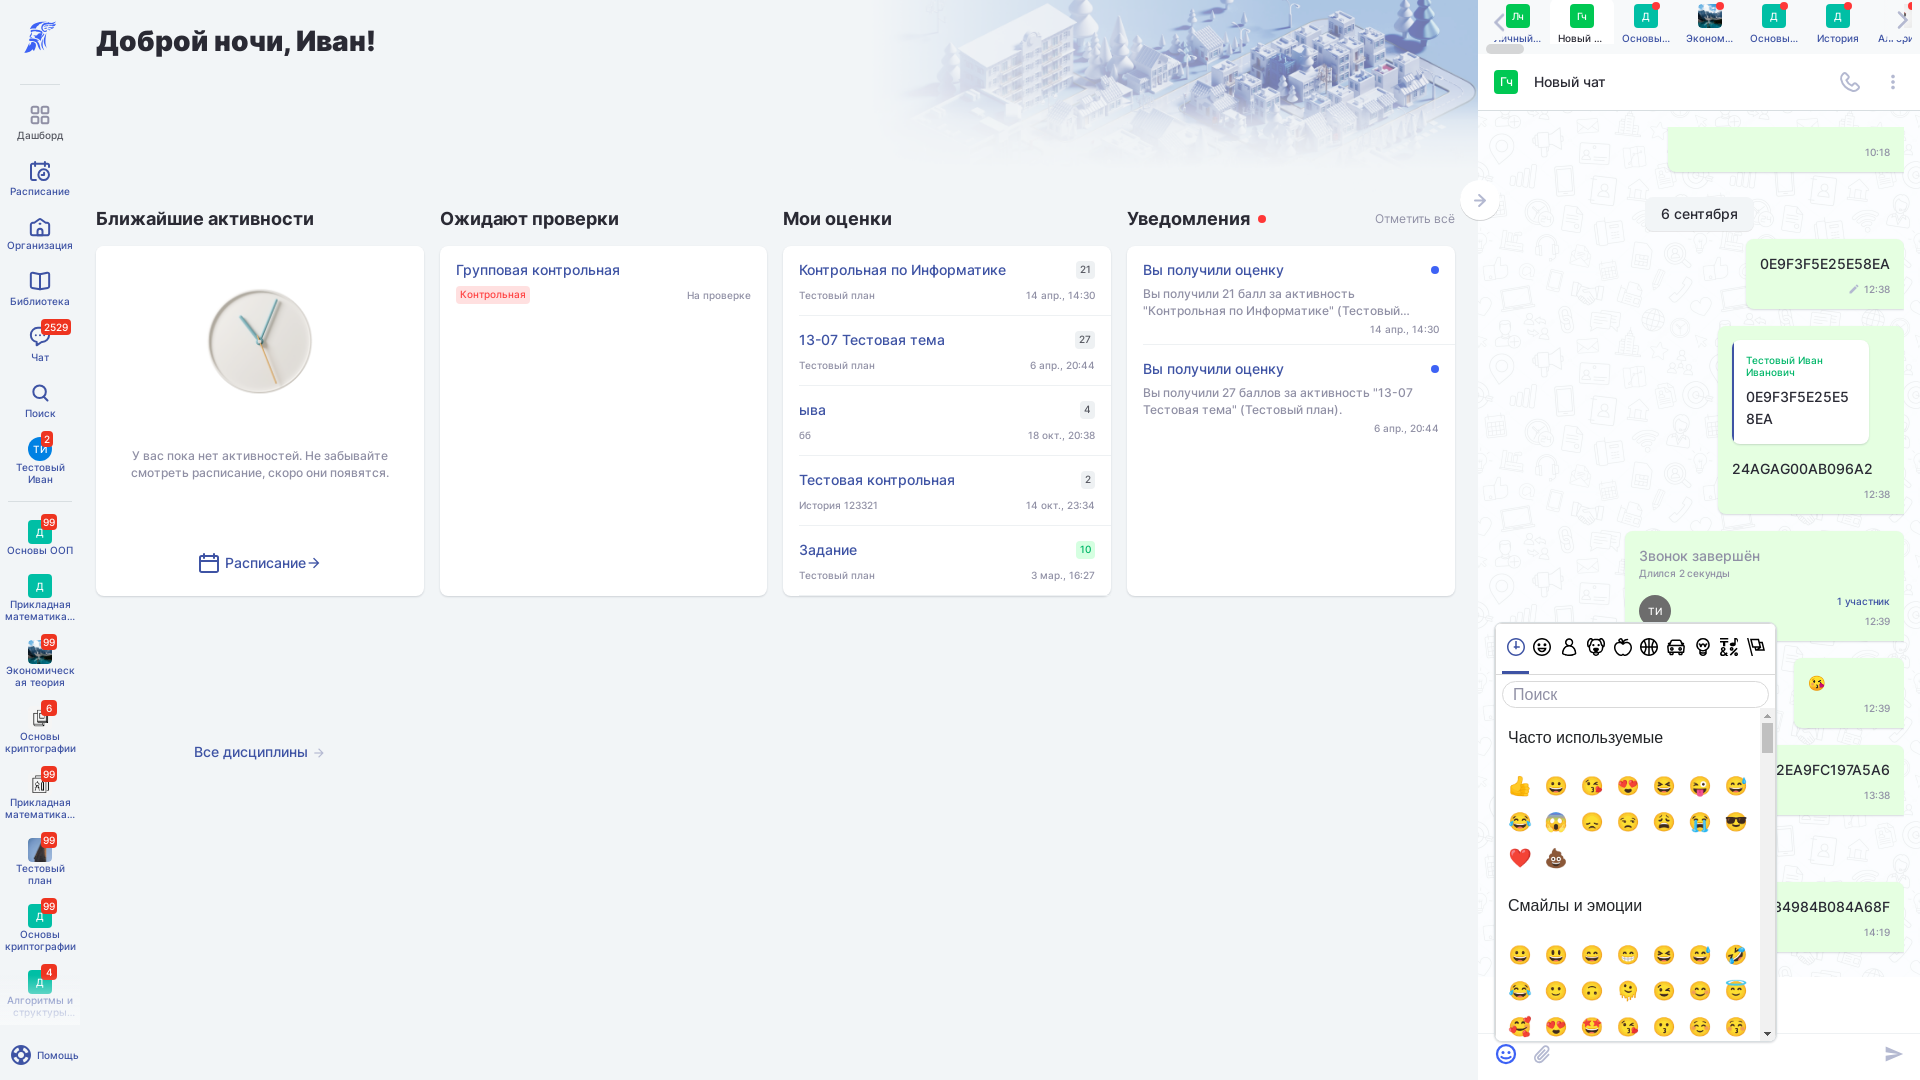 Доброй ночи, Иван!
Дашборд
Расписание
Организация
Библиотека
2529
Чат
Поиск
2
ТИ
Тестовый
Иван
99
Д
Основы ООП
Д
Прикладная
математика...
99
Экономическ
ая теория
6
Основы
криптографии
99
Прикладная
математика...
99
Тестовый
план
99
Д
Основы
криптографии
4
Д
Алгоритмы и
структуры...
Помощь
Ближайшие активности
У вас пока нет активностей. Не забывайте
смотреть расписание, скоро они появятся.
Расписание
Все дисциплины
Ожидают проверки
Групповая контрольная
Контрольная
На проверке
Мои оценки
Контрольная по Информатике
21
Тестовый план
14 апр., 14:30
13-07 Тестовая тема
27
Тестовый план
6 апр., 20:44
ыва
4
бб
18 окт., 20:38
Тестовая контрольная
2
История 123321
14 окт., 23:34
Задание
10
Тестовый план
3 мар., 16:27
Уведомления
Отметить всё
Вы получили оценку
Вы получили 21 балл за активность
"Контрольная по Информатике" (Тестовый...
14 апр., 14:30
Вы получили оценку
Вы получили 27 баллов за активность "13-07
Тестовая тема" (Тестовый план).
6 апр., 20:44
Лч
Гч
Д
Д
Д
Личный...
Новый ...
Основы...
Эконом...
Основы...
История
Гч
Новый чат
10:18
6 сентября
0E9F3F5E25E58EA
12:38
Тестовый Иван
Иванович
0E9F3F5E25E5
8EA
24AGAG00AB096A2
12:38
Звонок завершён
Длился 2 секунды
ТИ
1 участник
12:39
12:39
2EA9FC197A5A6
13:38
4984B084A68F
14:19
Поиск
Часто используемые
Смайлы и эмоции